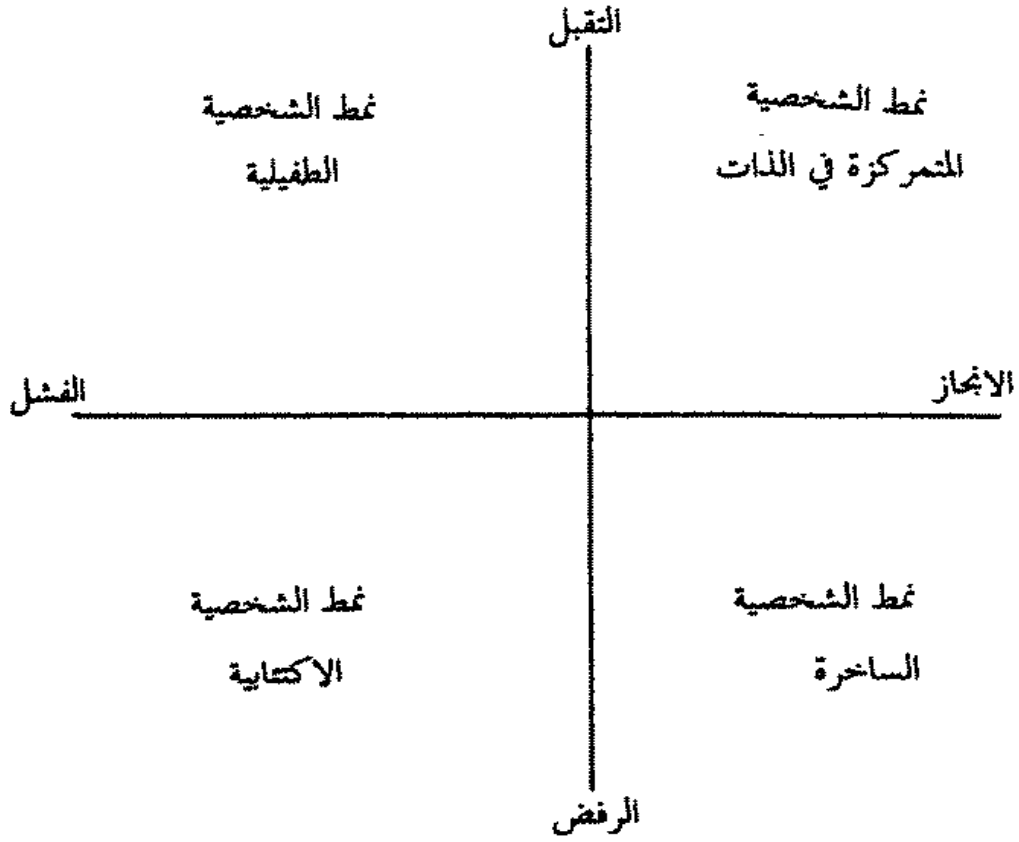 التقبل
نمط الشخصية
المتمركزة في الذات
نمط الشخصية
الطفيلية
الانجاز
الفشل
نمط الشخصية
الساخرة
نمط الشخصية
الاكتئابية
الرفض